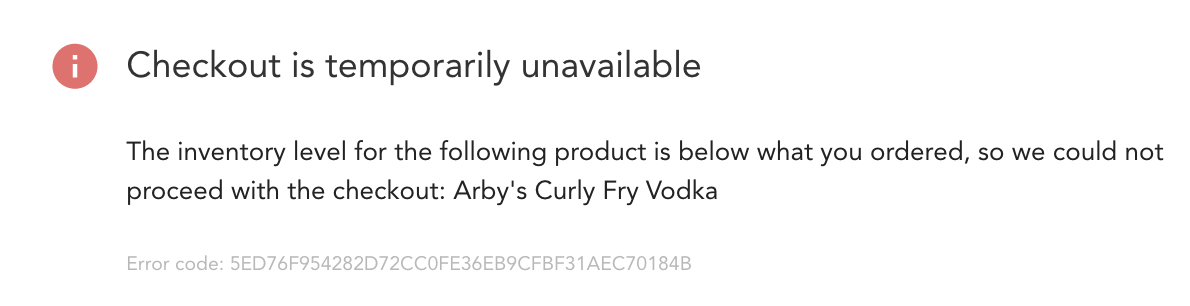 Checkout is temporarily unavailable
The inventory level for the following product is below what you ordered, so we could not
proceed with the checkout: Arby's Curly Fry Vodka
Error code: 5ED76F954282D72CC0FE36EB9CFBF31AEC70184B